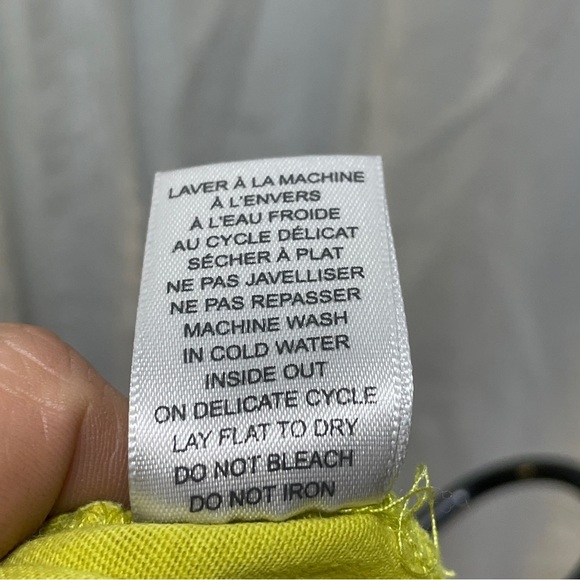 LAVER À LA MACHINE
À L'ENVERS
À L'EAU FROIDE
AU CYCLE DÉLICAT
SÉCHER À PLAT
NE PAS JAVELLISER
NE PAS REPASSER
MACHINE WASH
IN COLD WATER
INSIDE OUT
ON DELICATE CYCLE
LAY FLAT TO DRY
DO NOT BLEACH
DO NOT IRON